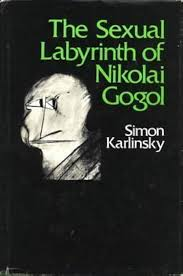 The Sexual
Labyrinth of
Nikolai
Gogol
Simon
Karlinsky